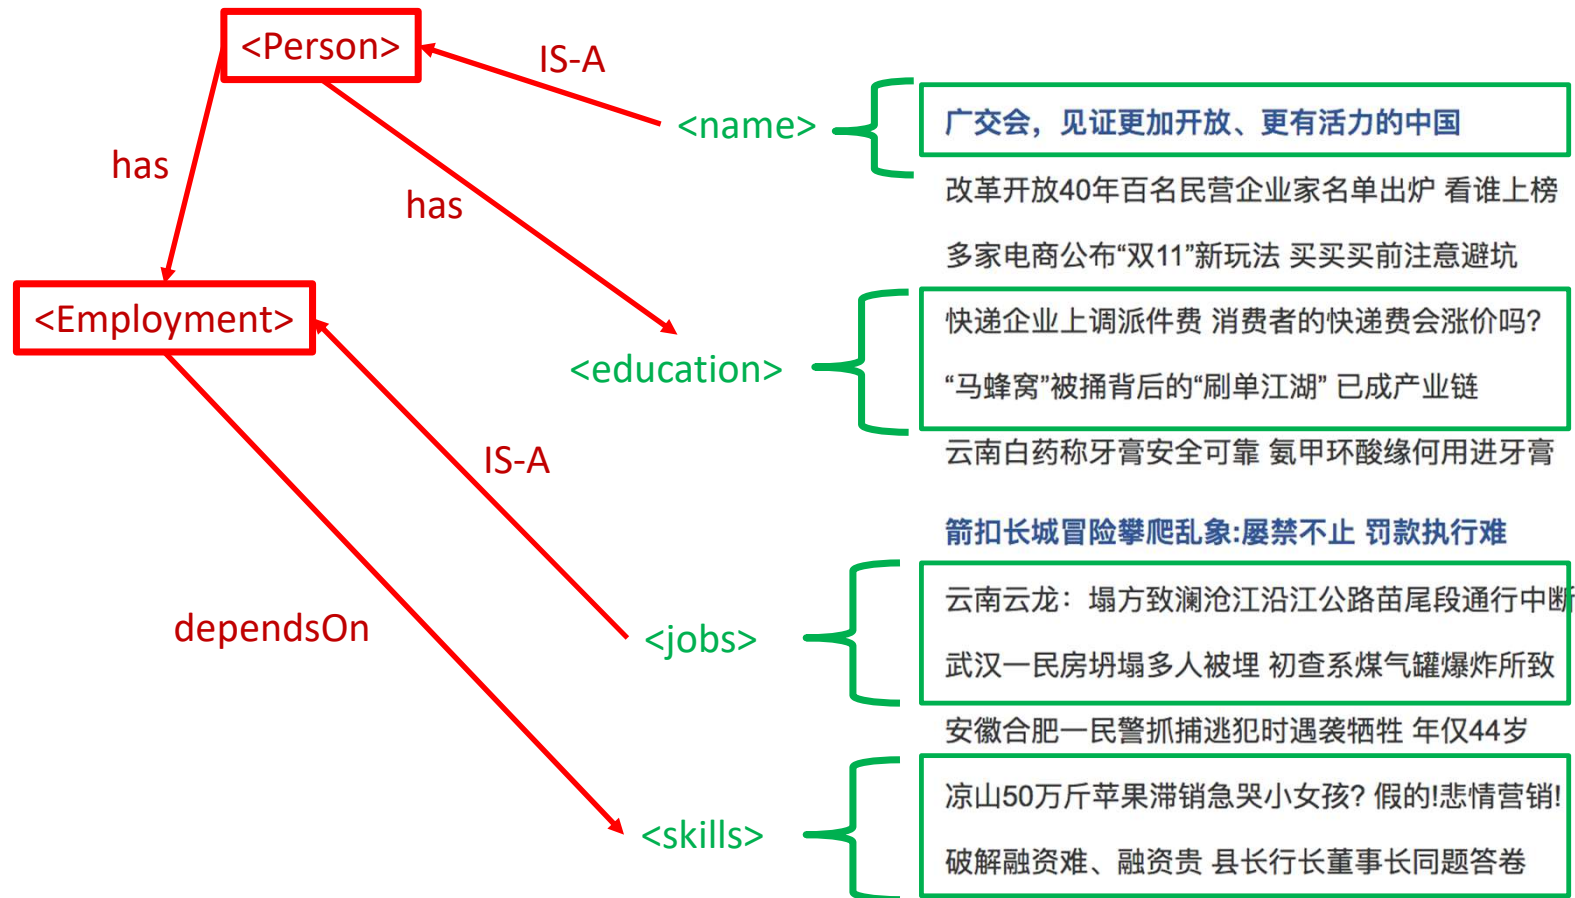 <Person>
IS-A
<name>
广交会，见证更加开放、更有活力的中国
has
has
改革开放40年百名民营企业家名单出炉 看谁上榜
多家电商公布“双11”新玩法 买买买前注意避坑
<Employment>
快递企业上调派件费 消费者的快递费会涨价吗?
<education>
“马蜂窝”被捅背后的“刷单江湖” 已成产业链
IS-A
云南白药称牙膏安全可靠 氨甲环酸缘何用进牙膏
箭扣长城冒险攀爬乱象:屡禁不止 罚款执行难
云南云龙：塌方致澜沧江沿江公路苗尾段通行中断
dependsOn
<jobs>
武汉一民房坍塌多人被埋 初查系煤气罐爆炸所致
安徽合肥一民警抓捕逃犯时遇袭牺牲 年仅44岁
凉山50万斤苹果滞销急哭小女孩? 假的!悲情营销!
<skills>
破解融资难、融资贵 县长行长董事长同题答卷